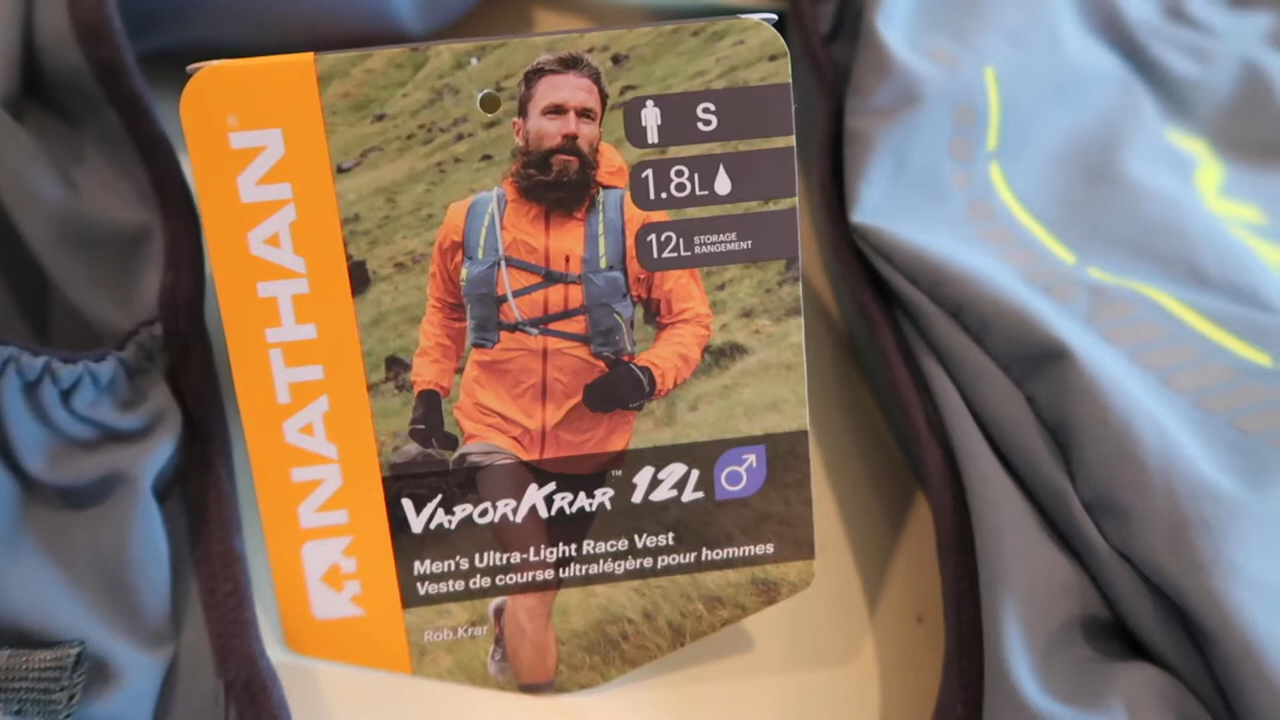 NATHAN®
S
1.8L
12L STORAGE
RANGEMENT
VAPORKRAR™ 12L
Men's Ultra-Light Race Vest
Veste de course ultralégère pour hommes
Rob Krar